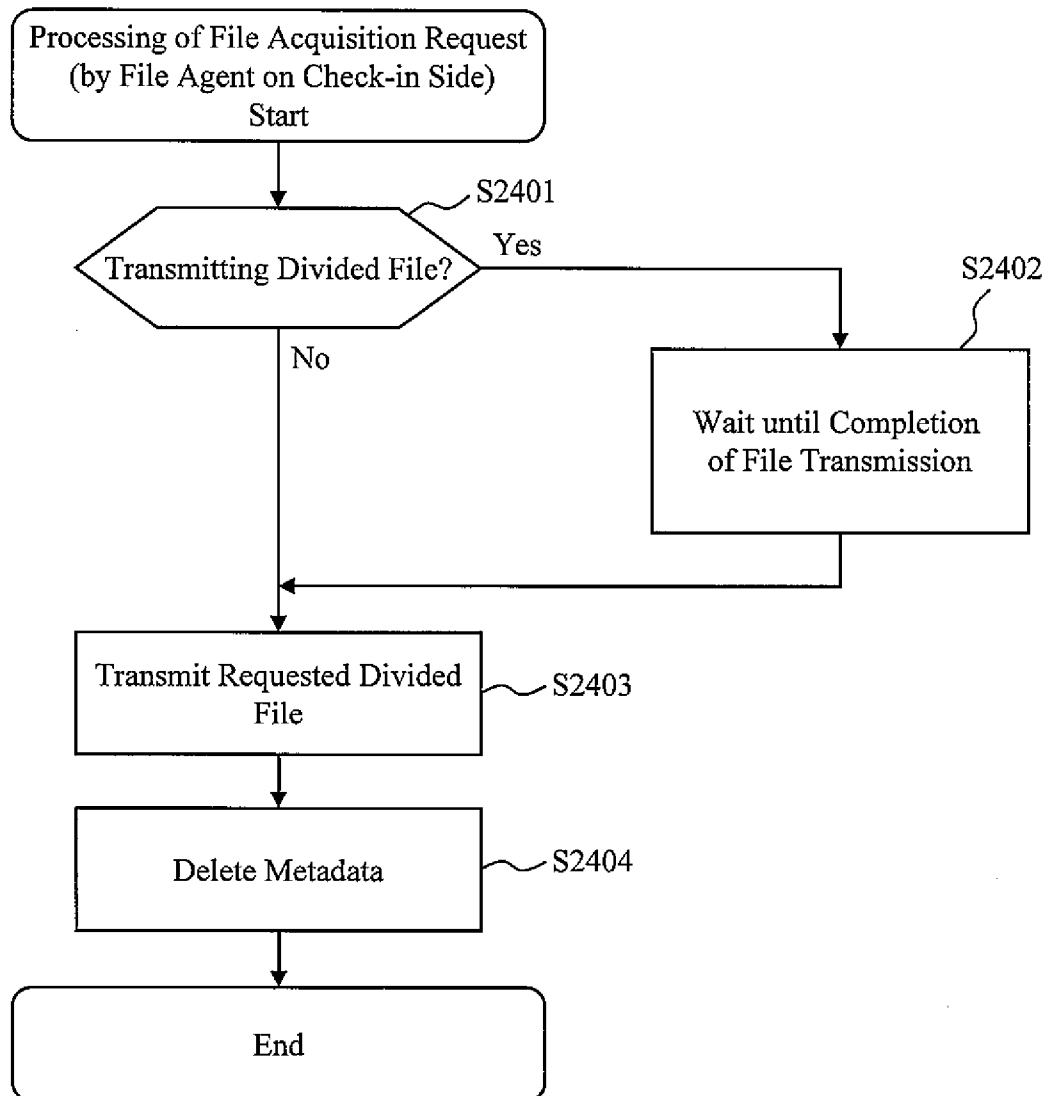 Processing of File Acquisition Request
(by File Agent on Check-in Side)
Start
S2401
Transmitting Divided File?
Yes
S2402
No
Wait until Completion
of File Transmission
Transmit Requested Divided
File
S2403
Delete Metadata
S2404
End